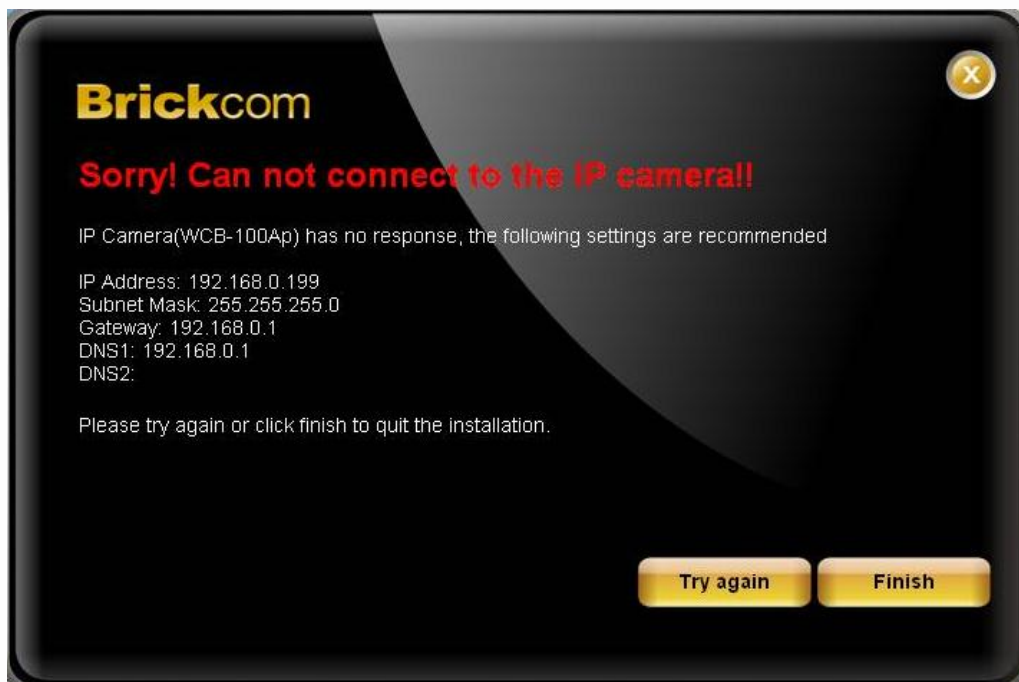 Brickcom
Sorry! Can not connect to the IP camera!!
IP Camera(WCB-100Ap) has no response, the following settings are recommended
IP Address: 192.168.0.199
Subnet Mask: 255.255.255.0
Gateway: 192.168.0.1
DNS1: 192.168.0.1
DNS2:
Please try again or click finish to quit the installation.
Try again
Finish